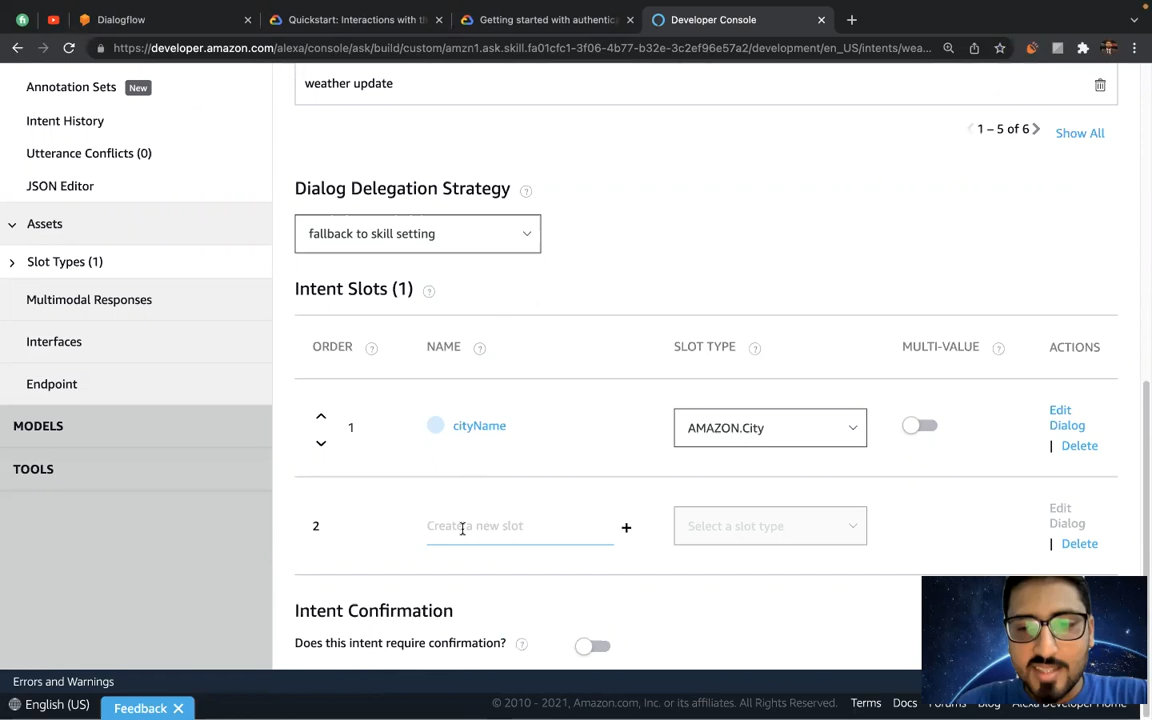 Dialogflow
Quickstart: Interactions with th
Getting started with authentica
Developer Console
https://developer.amazon.com/alexa/console/ask/build/custom/amzn1.ask.skill.fa01cfc1-3f06-4b77-b32e-3c2ef96e57a2/development/en_US/intents/wea...
Annotation Sets New
Intent History
Utterance Conflicts (0)
JSON Editor
Assets
Slot Types (1)
Multimodal Responses
Interfaces
Endpoint
MODELS
TOOLS
weather update
1 – 5 of 6
Show All
Dialog Delegation Strategy ?
fallback to skill setting
Intent Slots (1) ?
ORDER ? NAME ? SLOT TYPE ? MULTI-VALUE ? ACTIONS
1 cityName AMAZON.City
Edit
Dialog
| Delete
2 Create a new slot + Select a slot type
Edit
Dialog
| Delete
Intent Confirmation
Does this intent require confirmation? ?
Errors and Warnings
English (US)
Feedback
© 2010 - 2021, Amazon.com, Inc. or its affiliates. All Rights Reserved.
Terms Docs Forums Blog Alexa Developer Home